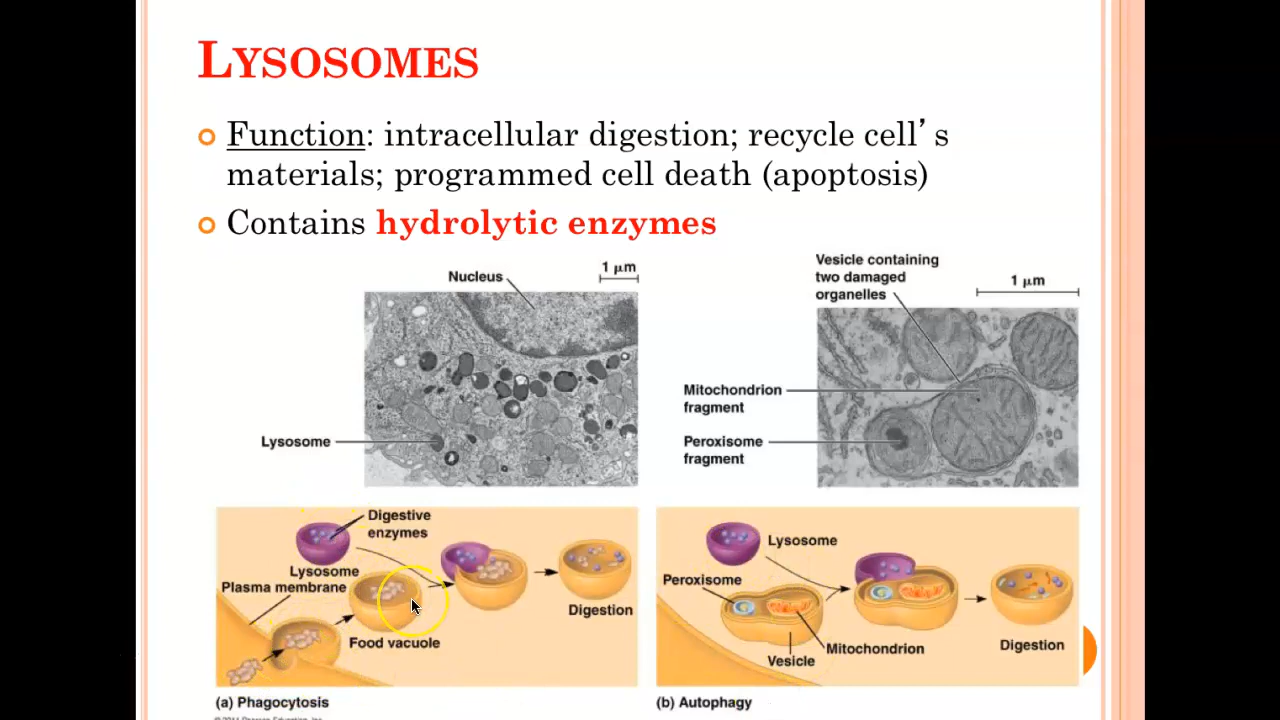 LYSOSOMES
Function: intracellular digestion; recycle cell’s
materials; programmed cell death (apoptosis)
Contains hydrolytic enzymes
Nucleus
1 µm
Lysosome
Vesicle containing
two damaged
organelles
1 µm
Mitochondrion
fragment
Peroxisome
fragment
Digestive
enzymes
Lysosome
Plasma membrane
Food vacuole
Digestion
(a) Phagocytosis
Lysosome
Peroxisome
Mitochondrion
Vesicle
Digestion
(b) Autophagy